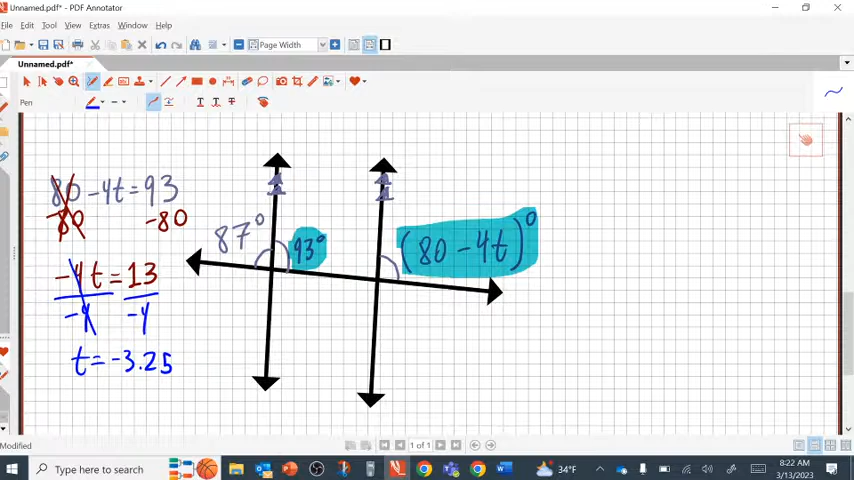 Unnamed.pdf* - PDF Annotator
File Edit Tool View Extras Window Help
Page Width
Unnamed.pdf*
Pen
80 - 4t = 93
-80 -80
-4t = 13
-4 -4
t = -3.25
87°
93°
(80 - 4t)°
Modified
1 of 1
Type here to search
34°F
8:22 AM
3/13/2023